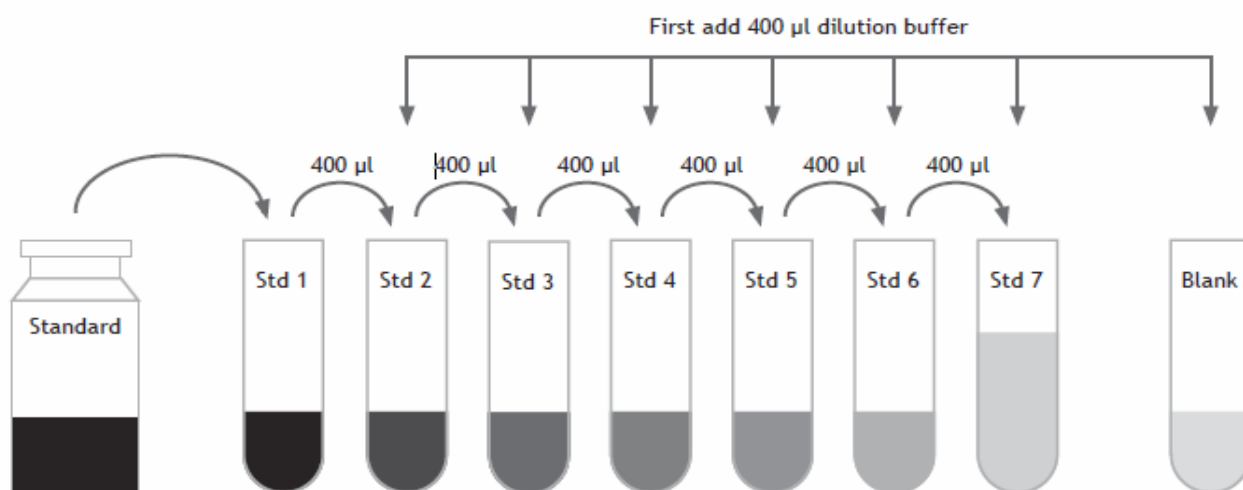 First add 400 µl dilution buffer
400 µl 400 µl 400 µl 400 µl 400 µl 400 µl
Standard Std 1 Std 2 Std 3 Std 4 Std 5 Std 6 Std 7 Blank